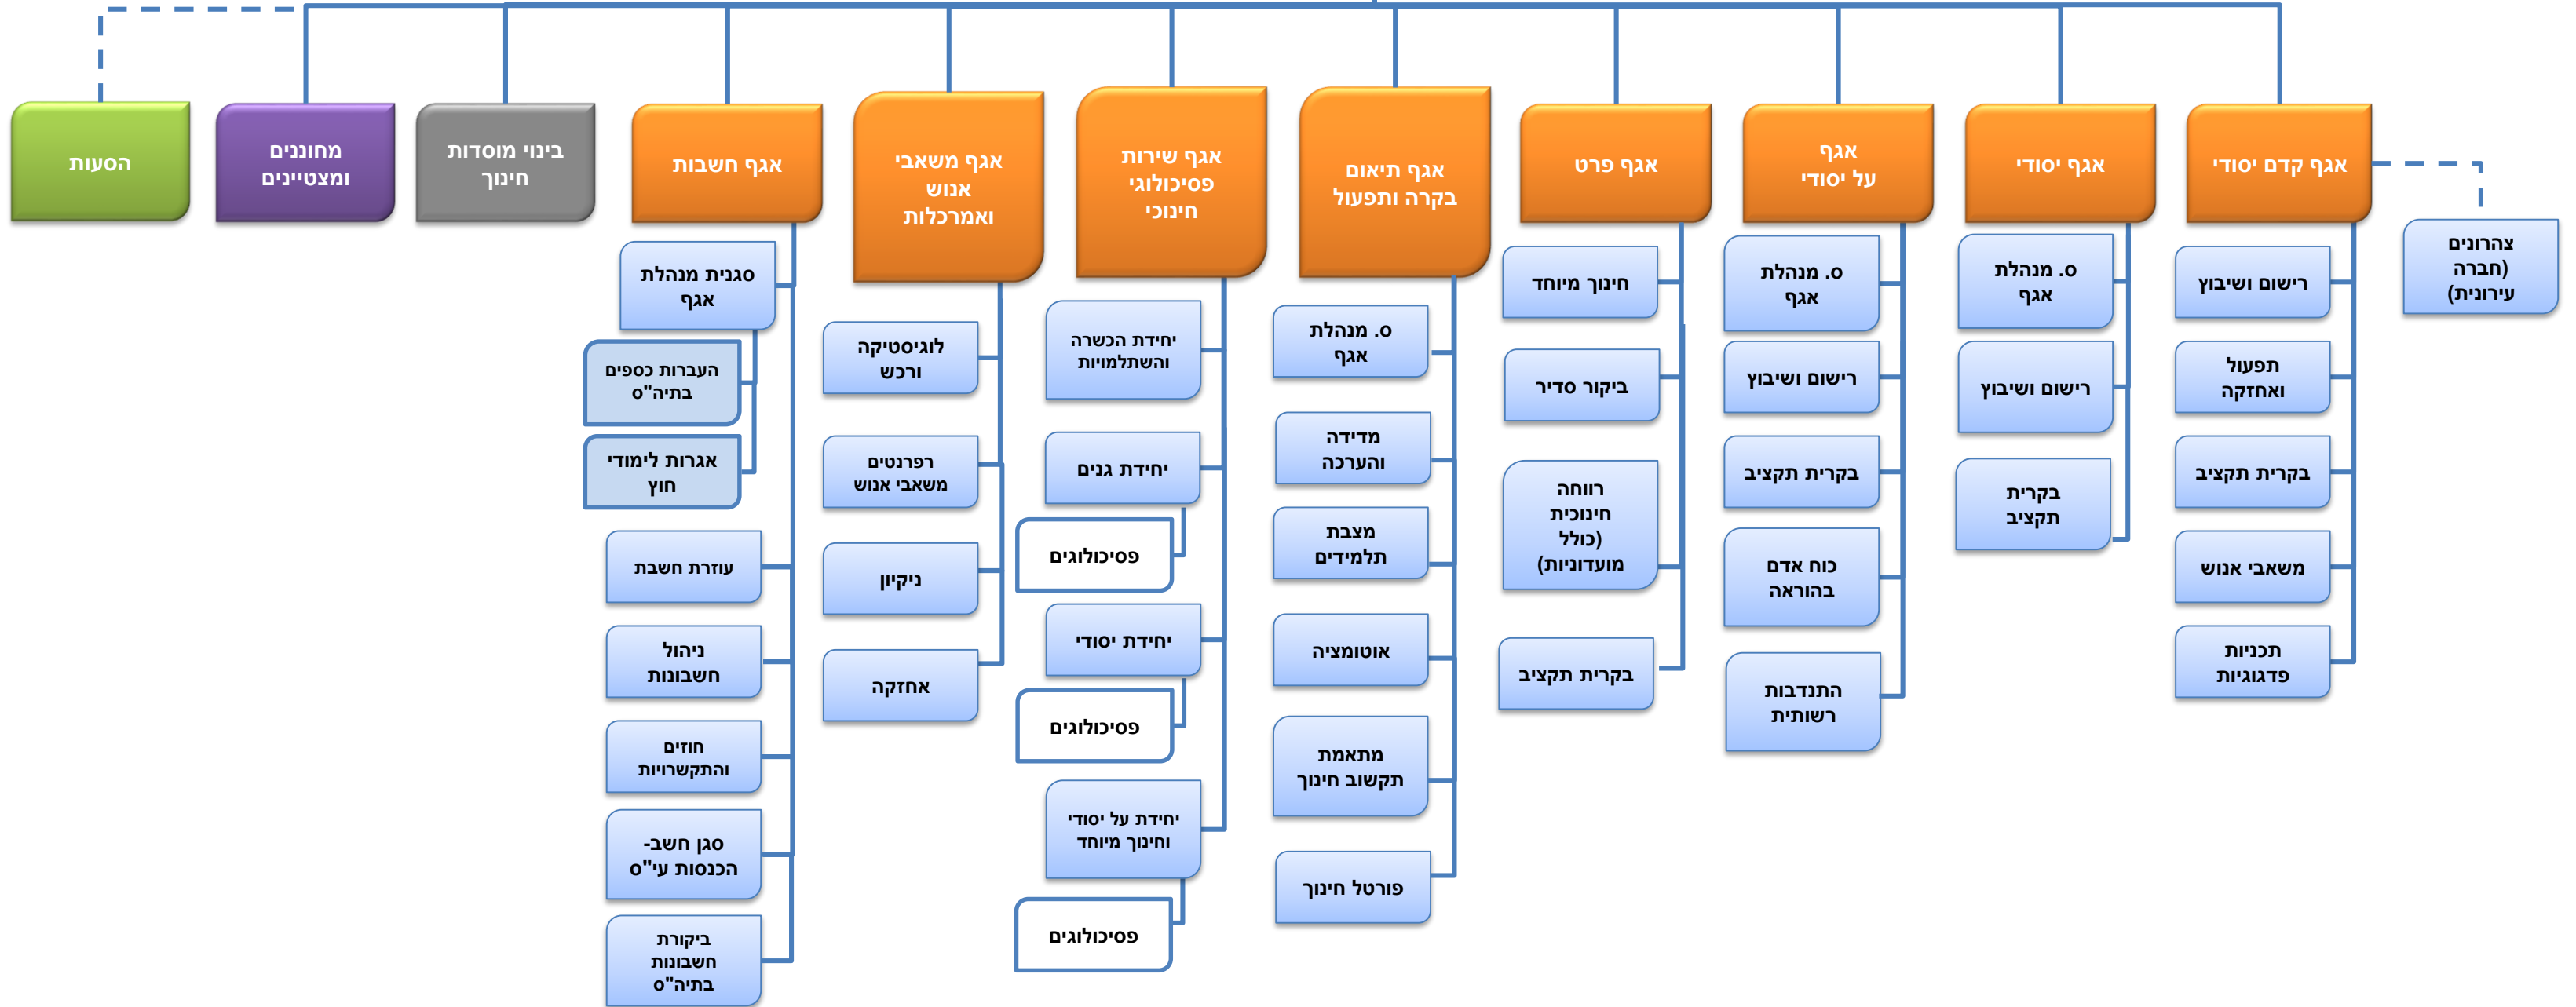 אגף קדם יסודי
צהרונים
(חברה
עירונית)
רישום ושיבוץ
תפעול
ואחזקה
בקרית תקציב
משאבי אנוש
תכניות
פדגוגיות
אגף יסודי
ס. מנהלת
אגף
רישום ושיבוץ
בקרית
תקציב
אגף
על יסודי
ס. מנהלת
אגף
רישום ושיבוץ
בקרית תקציב
כוח אדם
בהוראה
התנדבות
רשותית
אגף פרט
חינוך מיוחד
ביקור סדיר
רווחה
חינוכית
(כולל
מועדוניות)
בקרית תקציב
אגף תיאום
בקרה ותפעול
ס. מנהלת
אגף
מדידה
והערכה
מצבת
תלמידים
אוטומציה
מתאמת
תקשוב חינוך
פורטל חינוך
אגף שירות
פסיכולוגי
חינוכי
יחידת הכשרה
והשתלמויות
יחידת גנים
פסיכולוגים
יחידת יסודי
פסיכולוגים
יחידת על יסודי
וחינוך מיוחד
פסיכולוגים
אגף משאבי
אנוש
ואמרכלות
לוגיסטיקה
ורכש
רפרנטים
משאבי אנוש
ניקיון
אחזקה
אגף חשבות
סגנית מנהלת
אגף
העברות כספים
בתיה"ס
אגרות לימודי
חוץ
עוזרת חשבת
ניהול
חשבונות
חוזים
והתקשרויות
סגן חשב-
הכנסות עי"ס
ביקורת
חשבונות
בתיה"ס
בינוי מוסדות
חינוך
מחוננים
ומצטיינים
הסעות